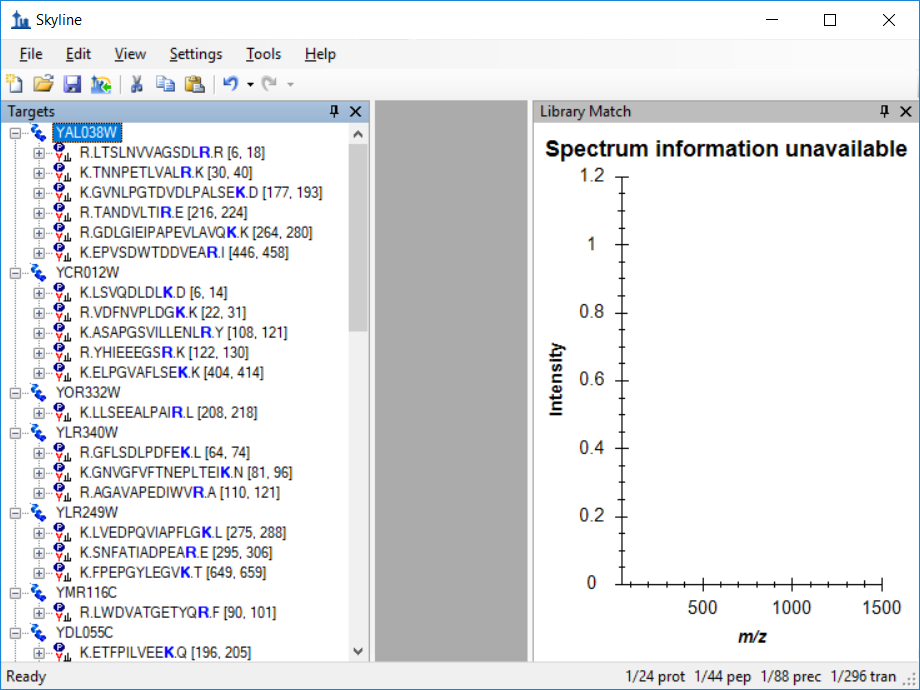 Skyline
File Edit View Settings Tools Help
Targets
YAL038W
R.LTSLNVVAGSDLR.R [6, 18]
K.TNNPETLVALR.K [30, 40]
K.GVNLPGTDVDLPALSEK.D [177, 193]
R.TANDVLTIR.E [216, 224]
R.GDLGIEIPAPEVLAVQK.K [264, 280]
K.EPVSDWTDDVEAR.I [446, 458]
YCR012W
K.LSVQDLDLK.D [6, 14]
R.VDFNVPLDGK.K [22, 31]
K.ASAPGSVILLENLR.Y [108, 121]
R.YHIEEEGSR.K [122, 130]
K.ELPGVAFLSEK.K [404, 414]
YOR332W
K.LLSEEALPAIR.L [208, 218]
YLR340W
R.GFLSDLPDFEK.L [64, 74]
K.GNVGFVFTNEPLTEIK.N [81, 96]
R.AGAVAPEDIWVR.A [110, 121]
YLR249W
K.LVEDPQVIAPFLGK.L [275, 288]
K.SNFATIADPEAR.E [295, 306]
K.FPEPGYLEGVK.T [649, 659]
YMR116C
R.LWDVATGETYQR.F [90, 101]
YDL055C
K.ETFPILVEEK.Q [196, 205]
Library Match
Spectrum information unavailable
1.2
1
0.8
0.6
0.4
0.2
0
Intensity
500 1000 1500
m/z
Ready
1/24 prot 1/44 pep 1/88 prec 1/296 tran